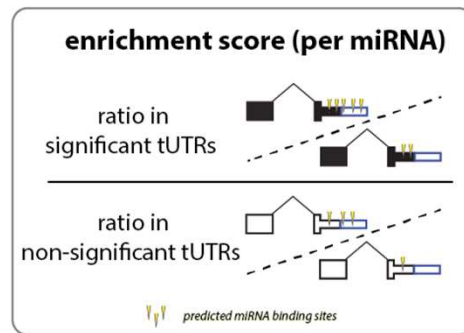 enrichment score (per miRNA)
ratio in
significant tUTRs
ratio in
non-significant tUTRs
predicted miRNA binding sites